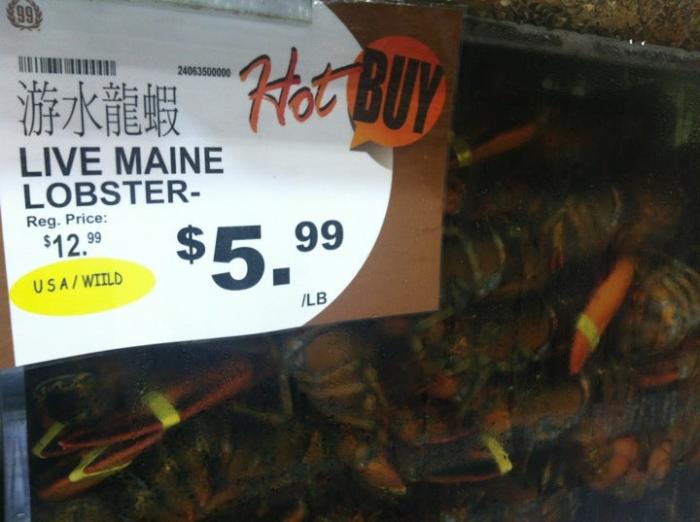 99
24063500000
Hot BUY
游水龍蝦
LIVE MAINE
LOBSTER-
Reg. Price:
$12.99
$5.99
USA/WIILD
/LB